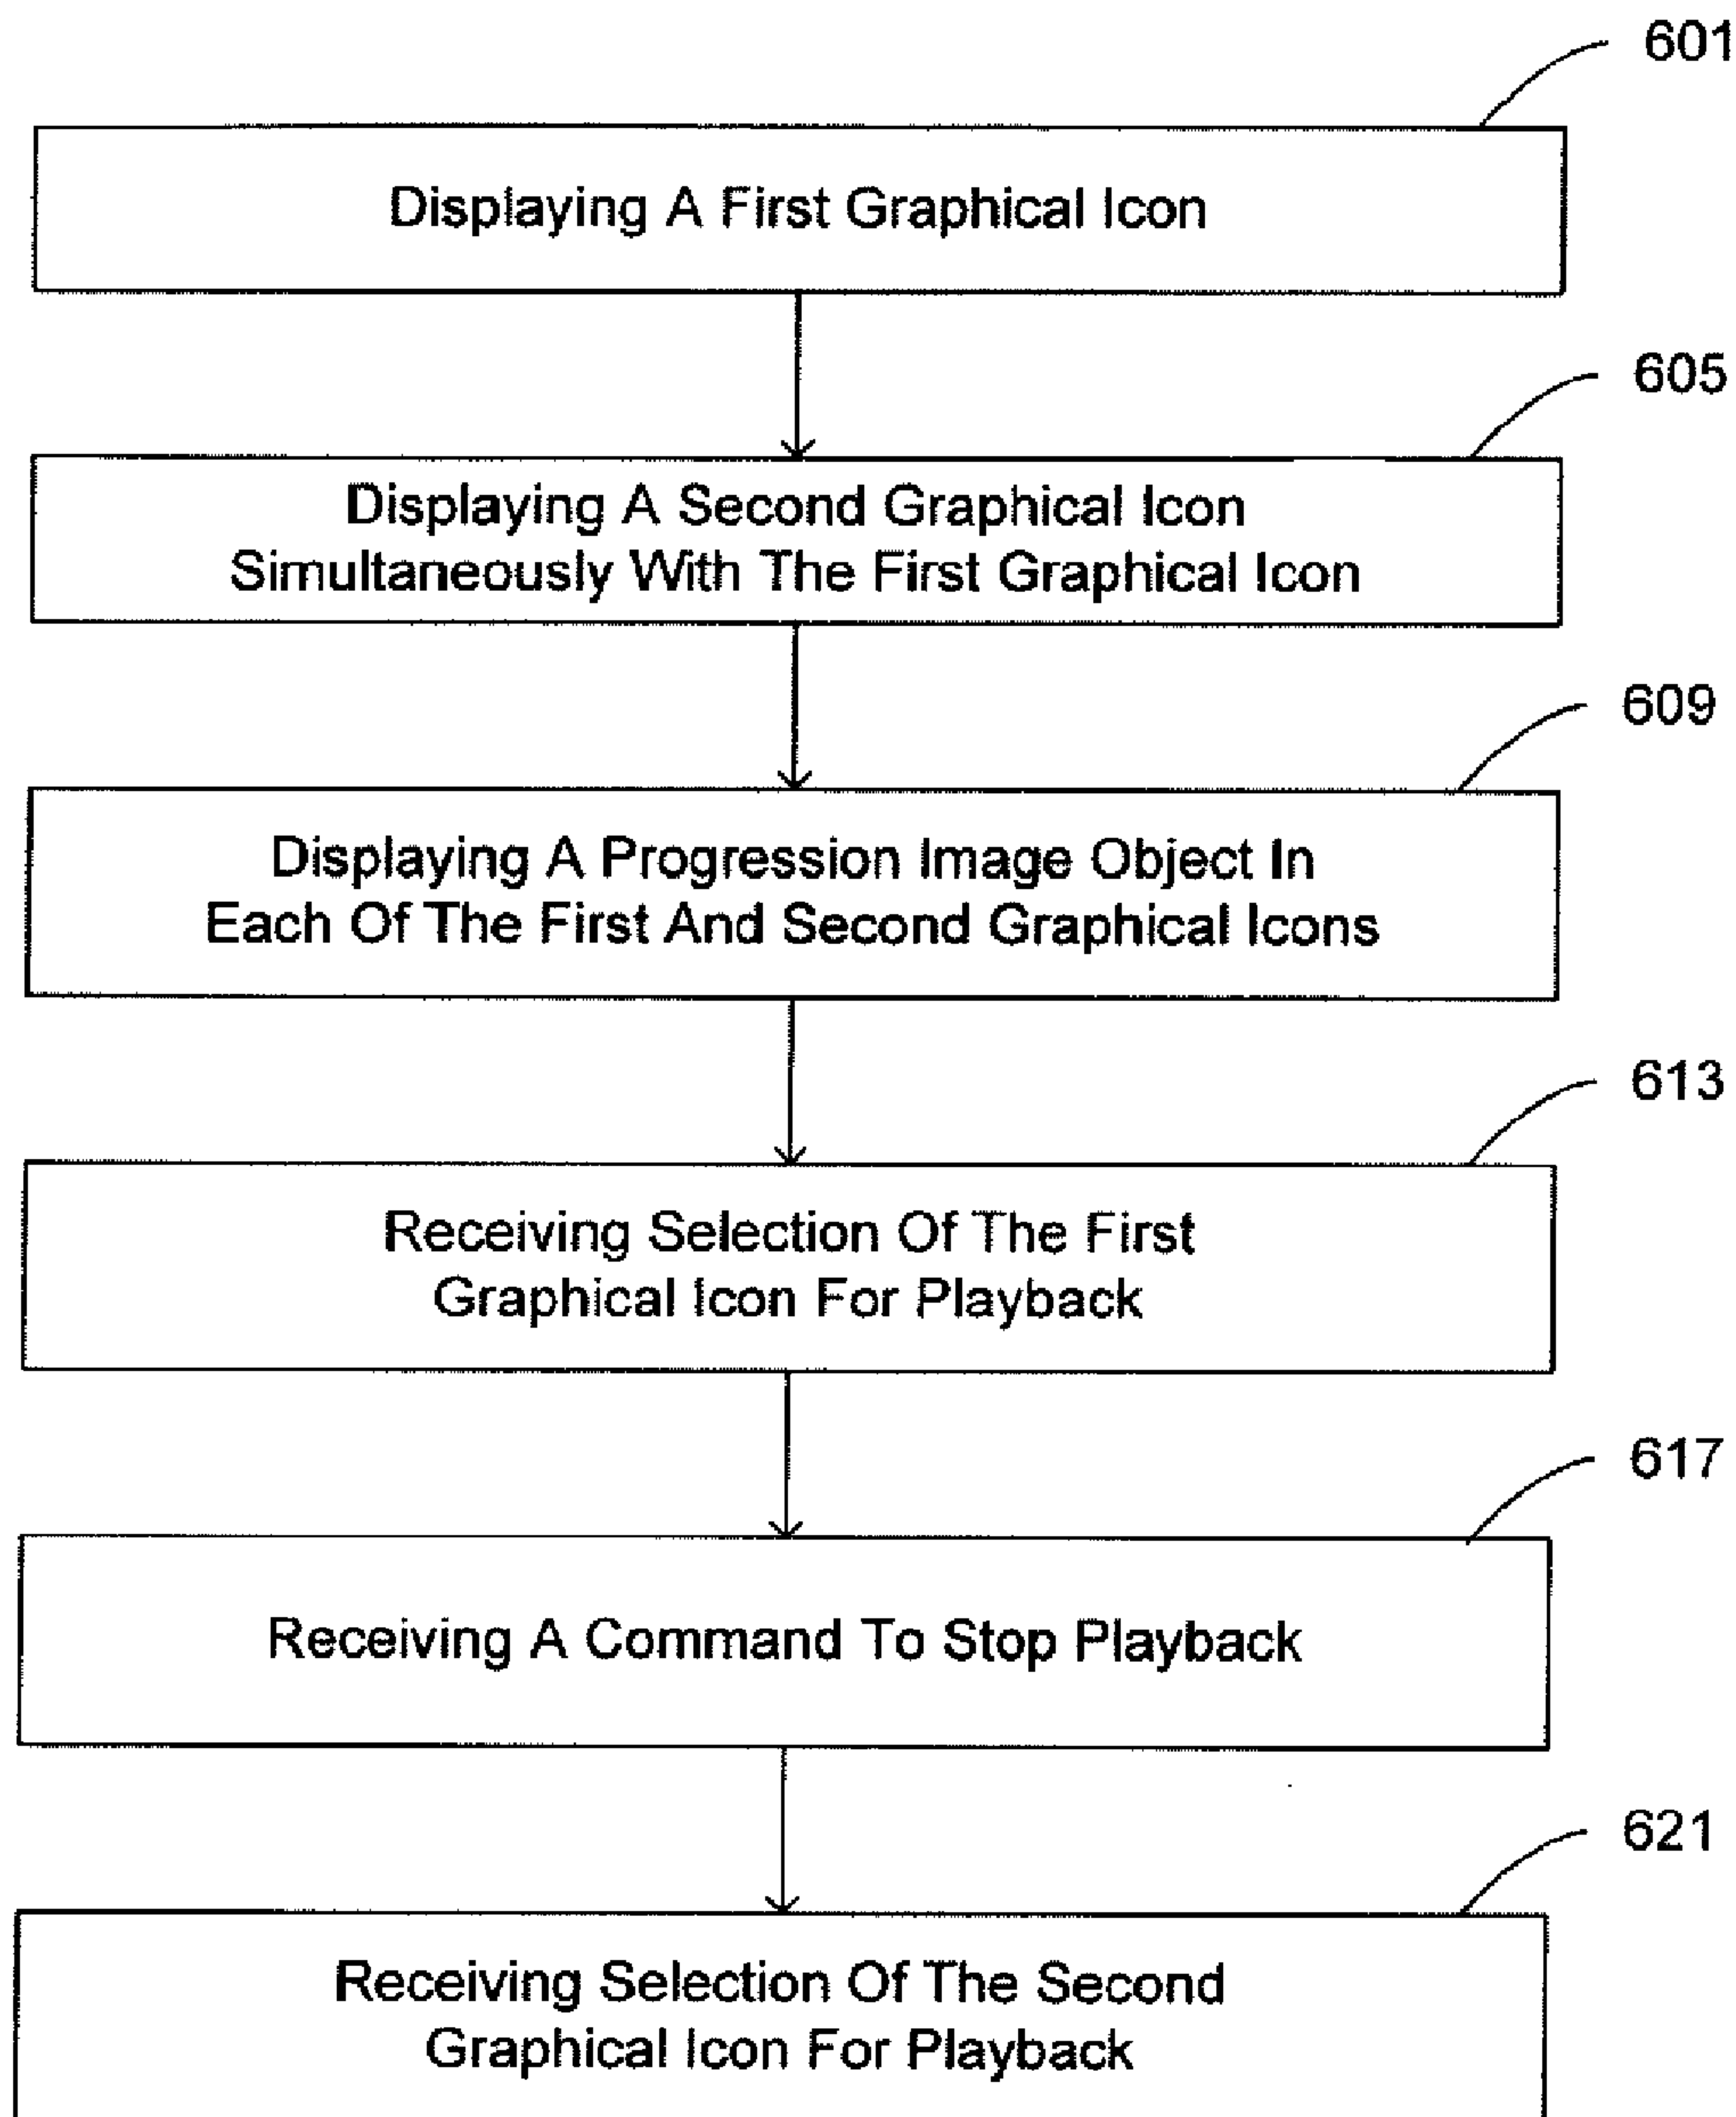 601
Displaying A First Graphical Icon
605
Displaying A Second Graphical Icon
Simultaneously With The First Graphical Icon
609
Displaying A Progression Image Object In
Each Of The First And Second Graphical Icons
613
Receiving Selection Of The First
Graphical Icon For Playback
617
Receiving A Command To Stop Playback
621
Receiving Selection Of The Second
Graphical Icon For Playback